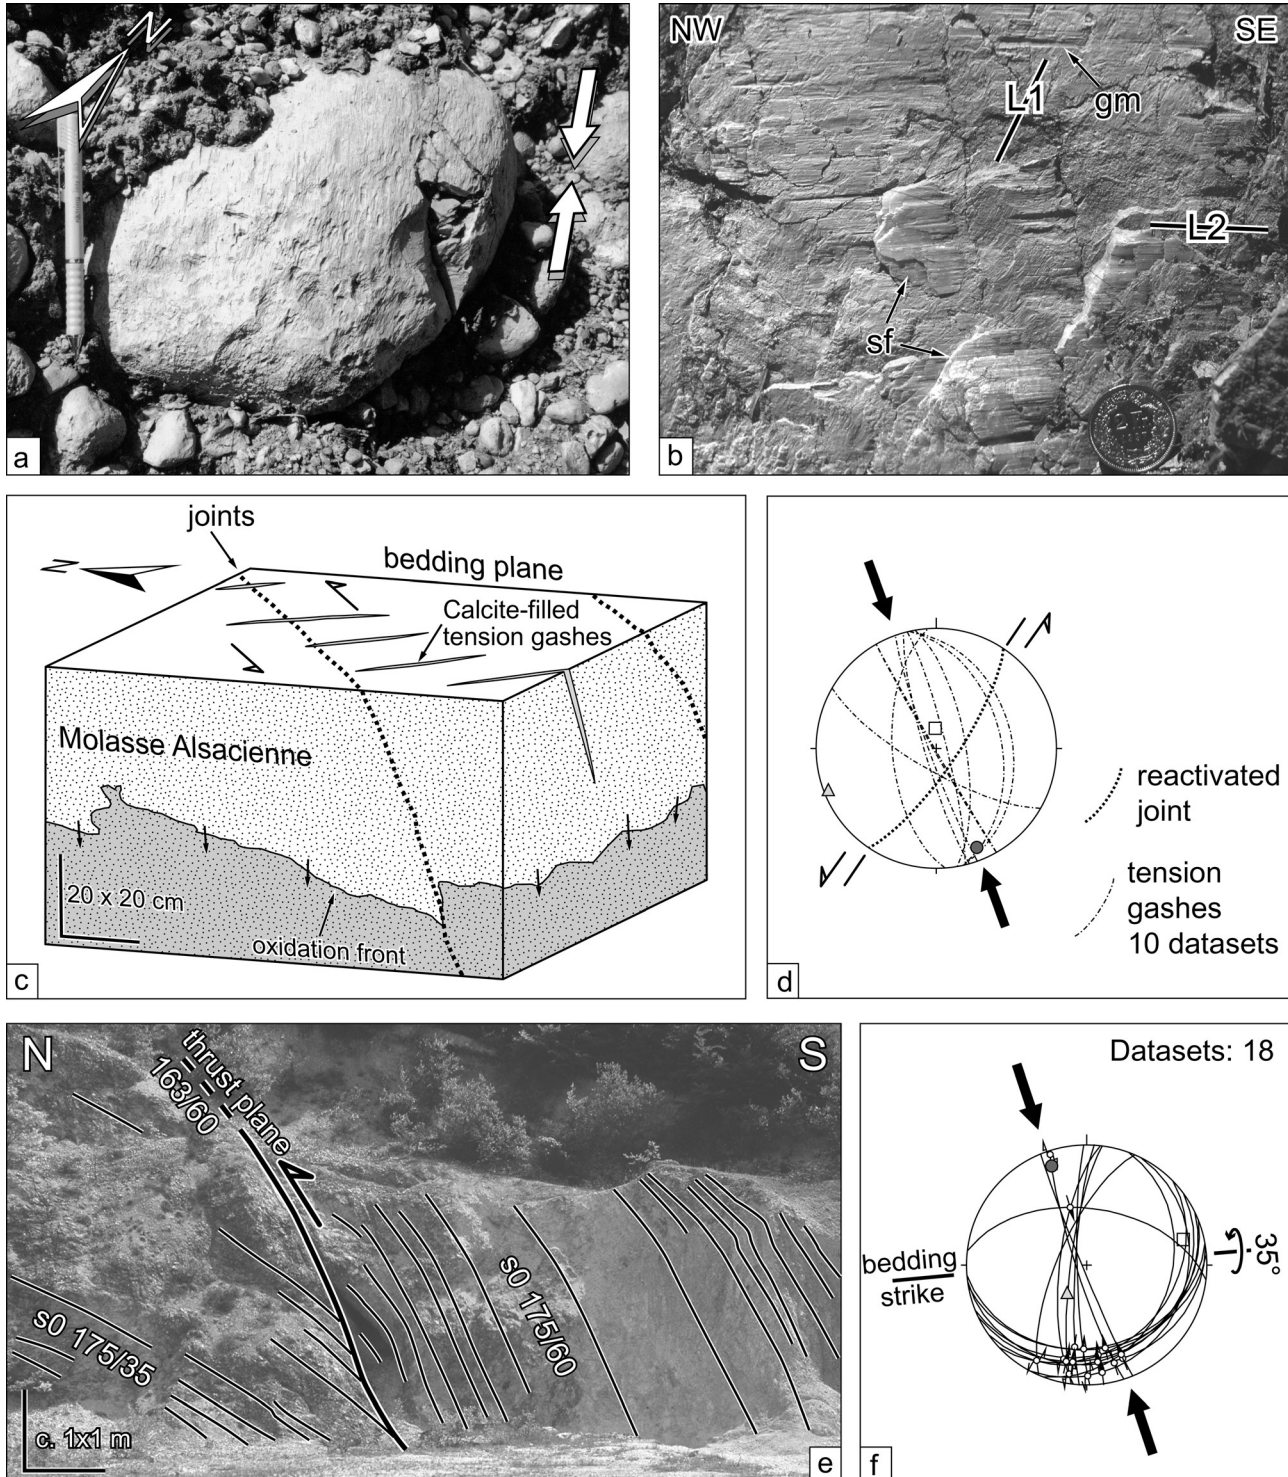 N
a
NW
SE
L1
gm
L2
sf
b
joints
N
bedding plane
Calcite-filled
tension gashes
Molasse Alsacienne
20 x 20 cm
oxidation front
c
reactivated
joint
tension
gashes
10 datasets
d
N
S
thrust plane
163/60
s0 175/60
s0 175/35
c. 1x1 m
e
Datasets: 18
bedding
strike
35°
f